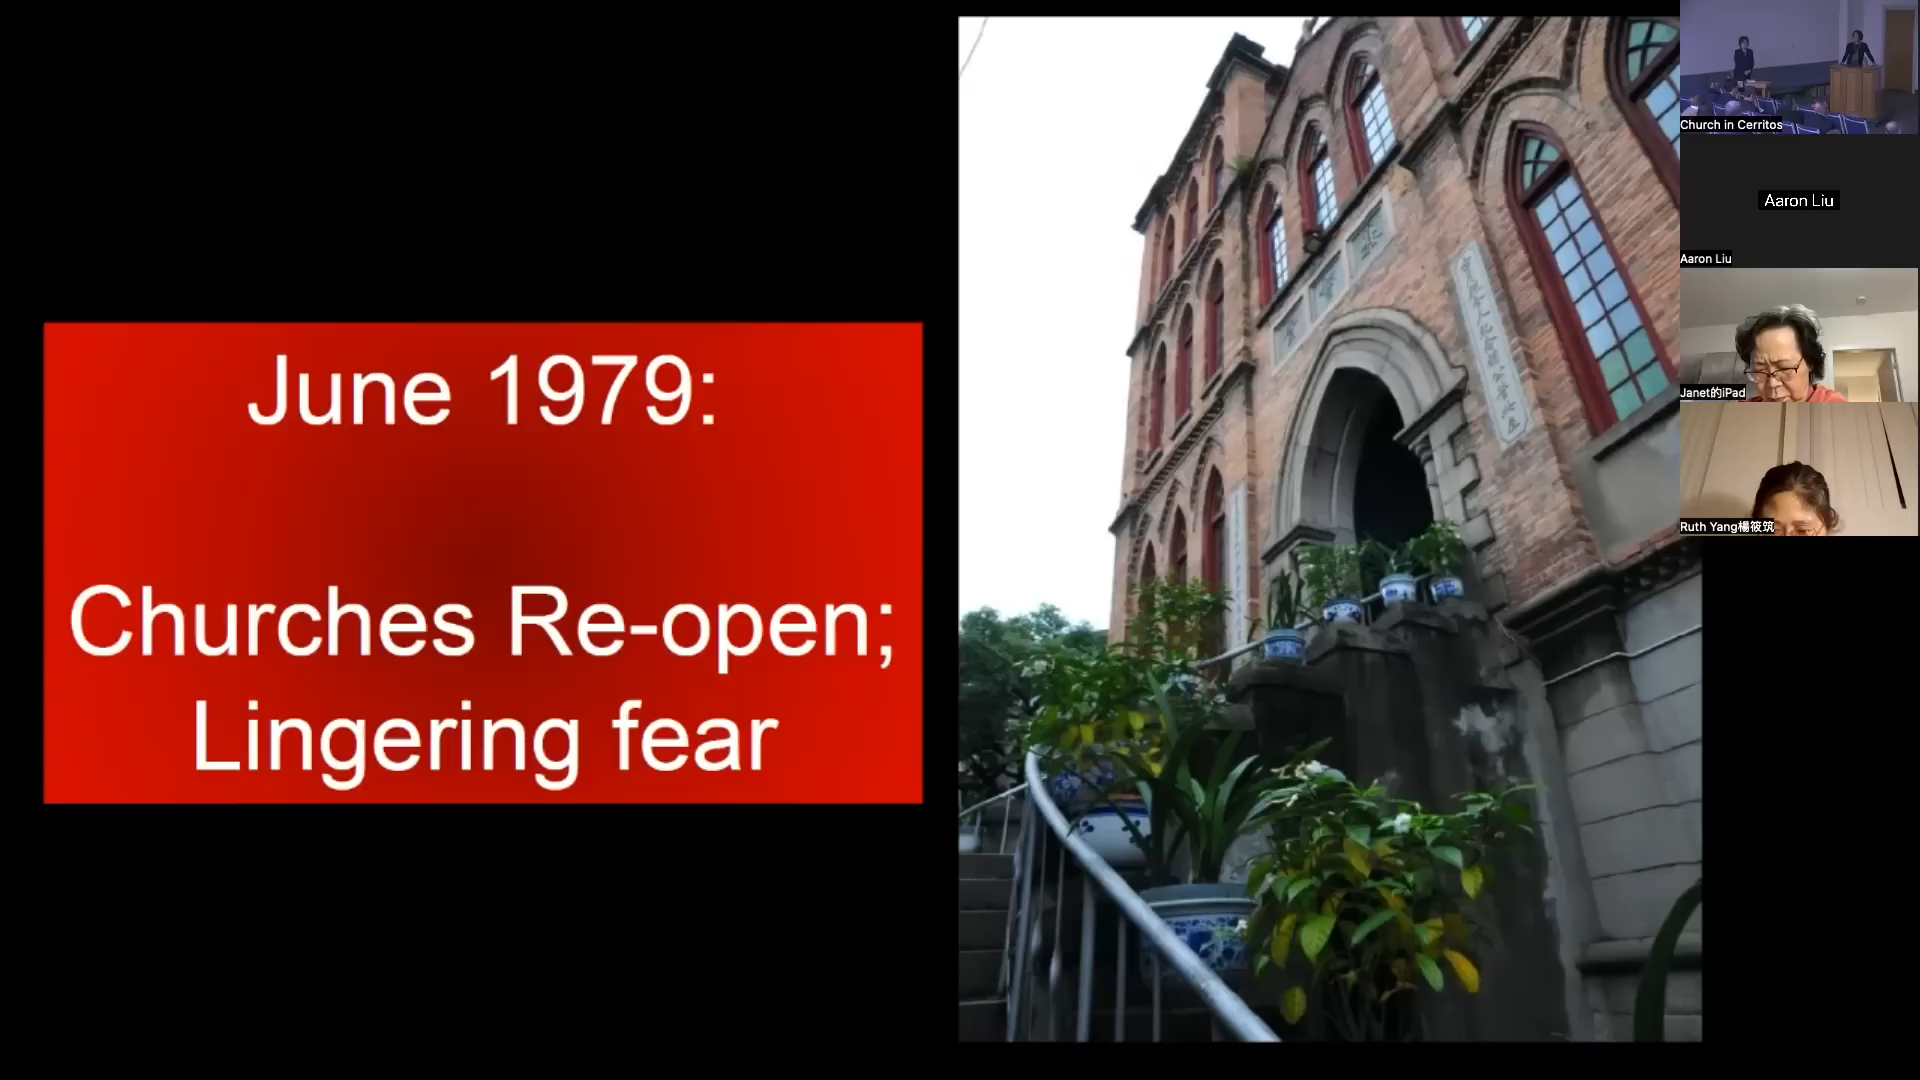 June 1979:
Churches Re-open;
Lingering fear
Church in Cerritos
Aaron Liu
Aaron Liu
Janet的iPad
Ruth Yang楊筱筑